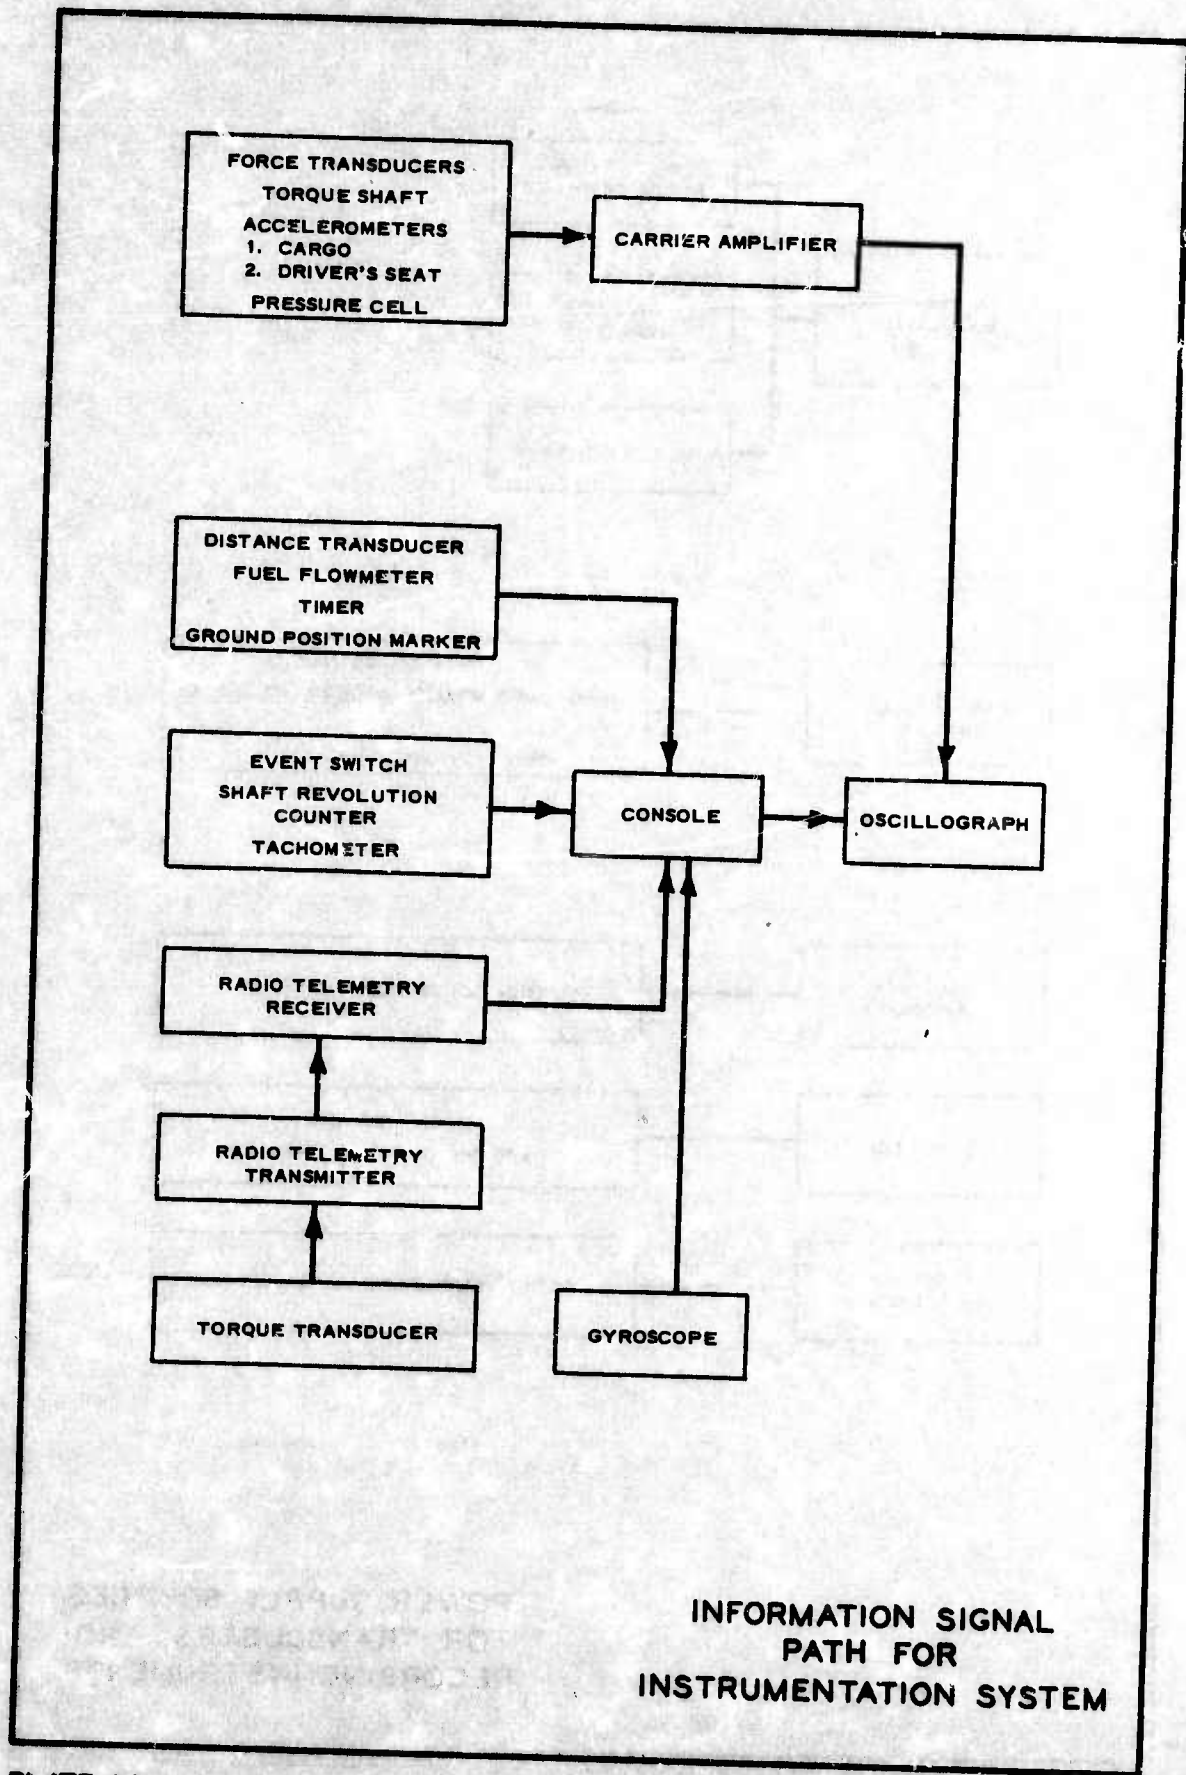 FORCE TRANSDUCERS
TORQUE SHAFT
ACCELEROMETERS
1. CARGO
2. DRIVER'S SEAT
PRESSURE CELL
CARRIER AMPLIFIER
DISTANCE TRANSDUCER
FUEL FLOWMETER
TIMER
GROUND POSITION MARKER
EVENT SWITCH
SHAFT REVOLUTION
COUNTER
TACHOMETER
CONSOLE
OSCILLOGRAPH
RADIO TELEMETRY
RECEIVER
RADIO TELEMETRY
TRANSMITTER
TORQUE TRANSDUCER
GYROSCOPE
INFORMATION SIGNAL
PATH FOR
INSTRUMENTATION SYSTEM